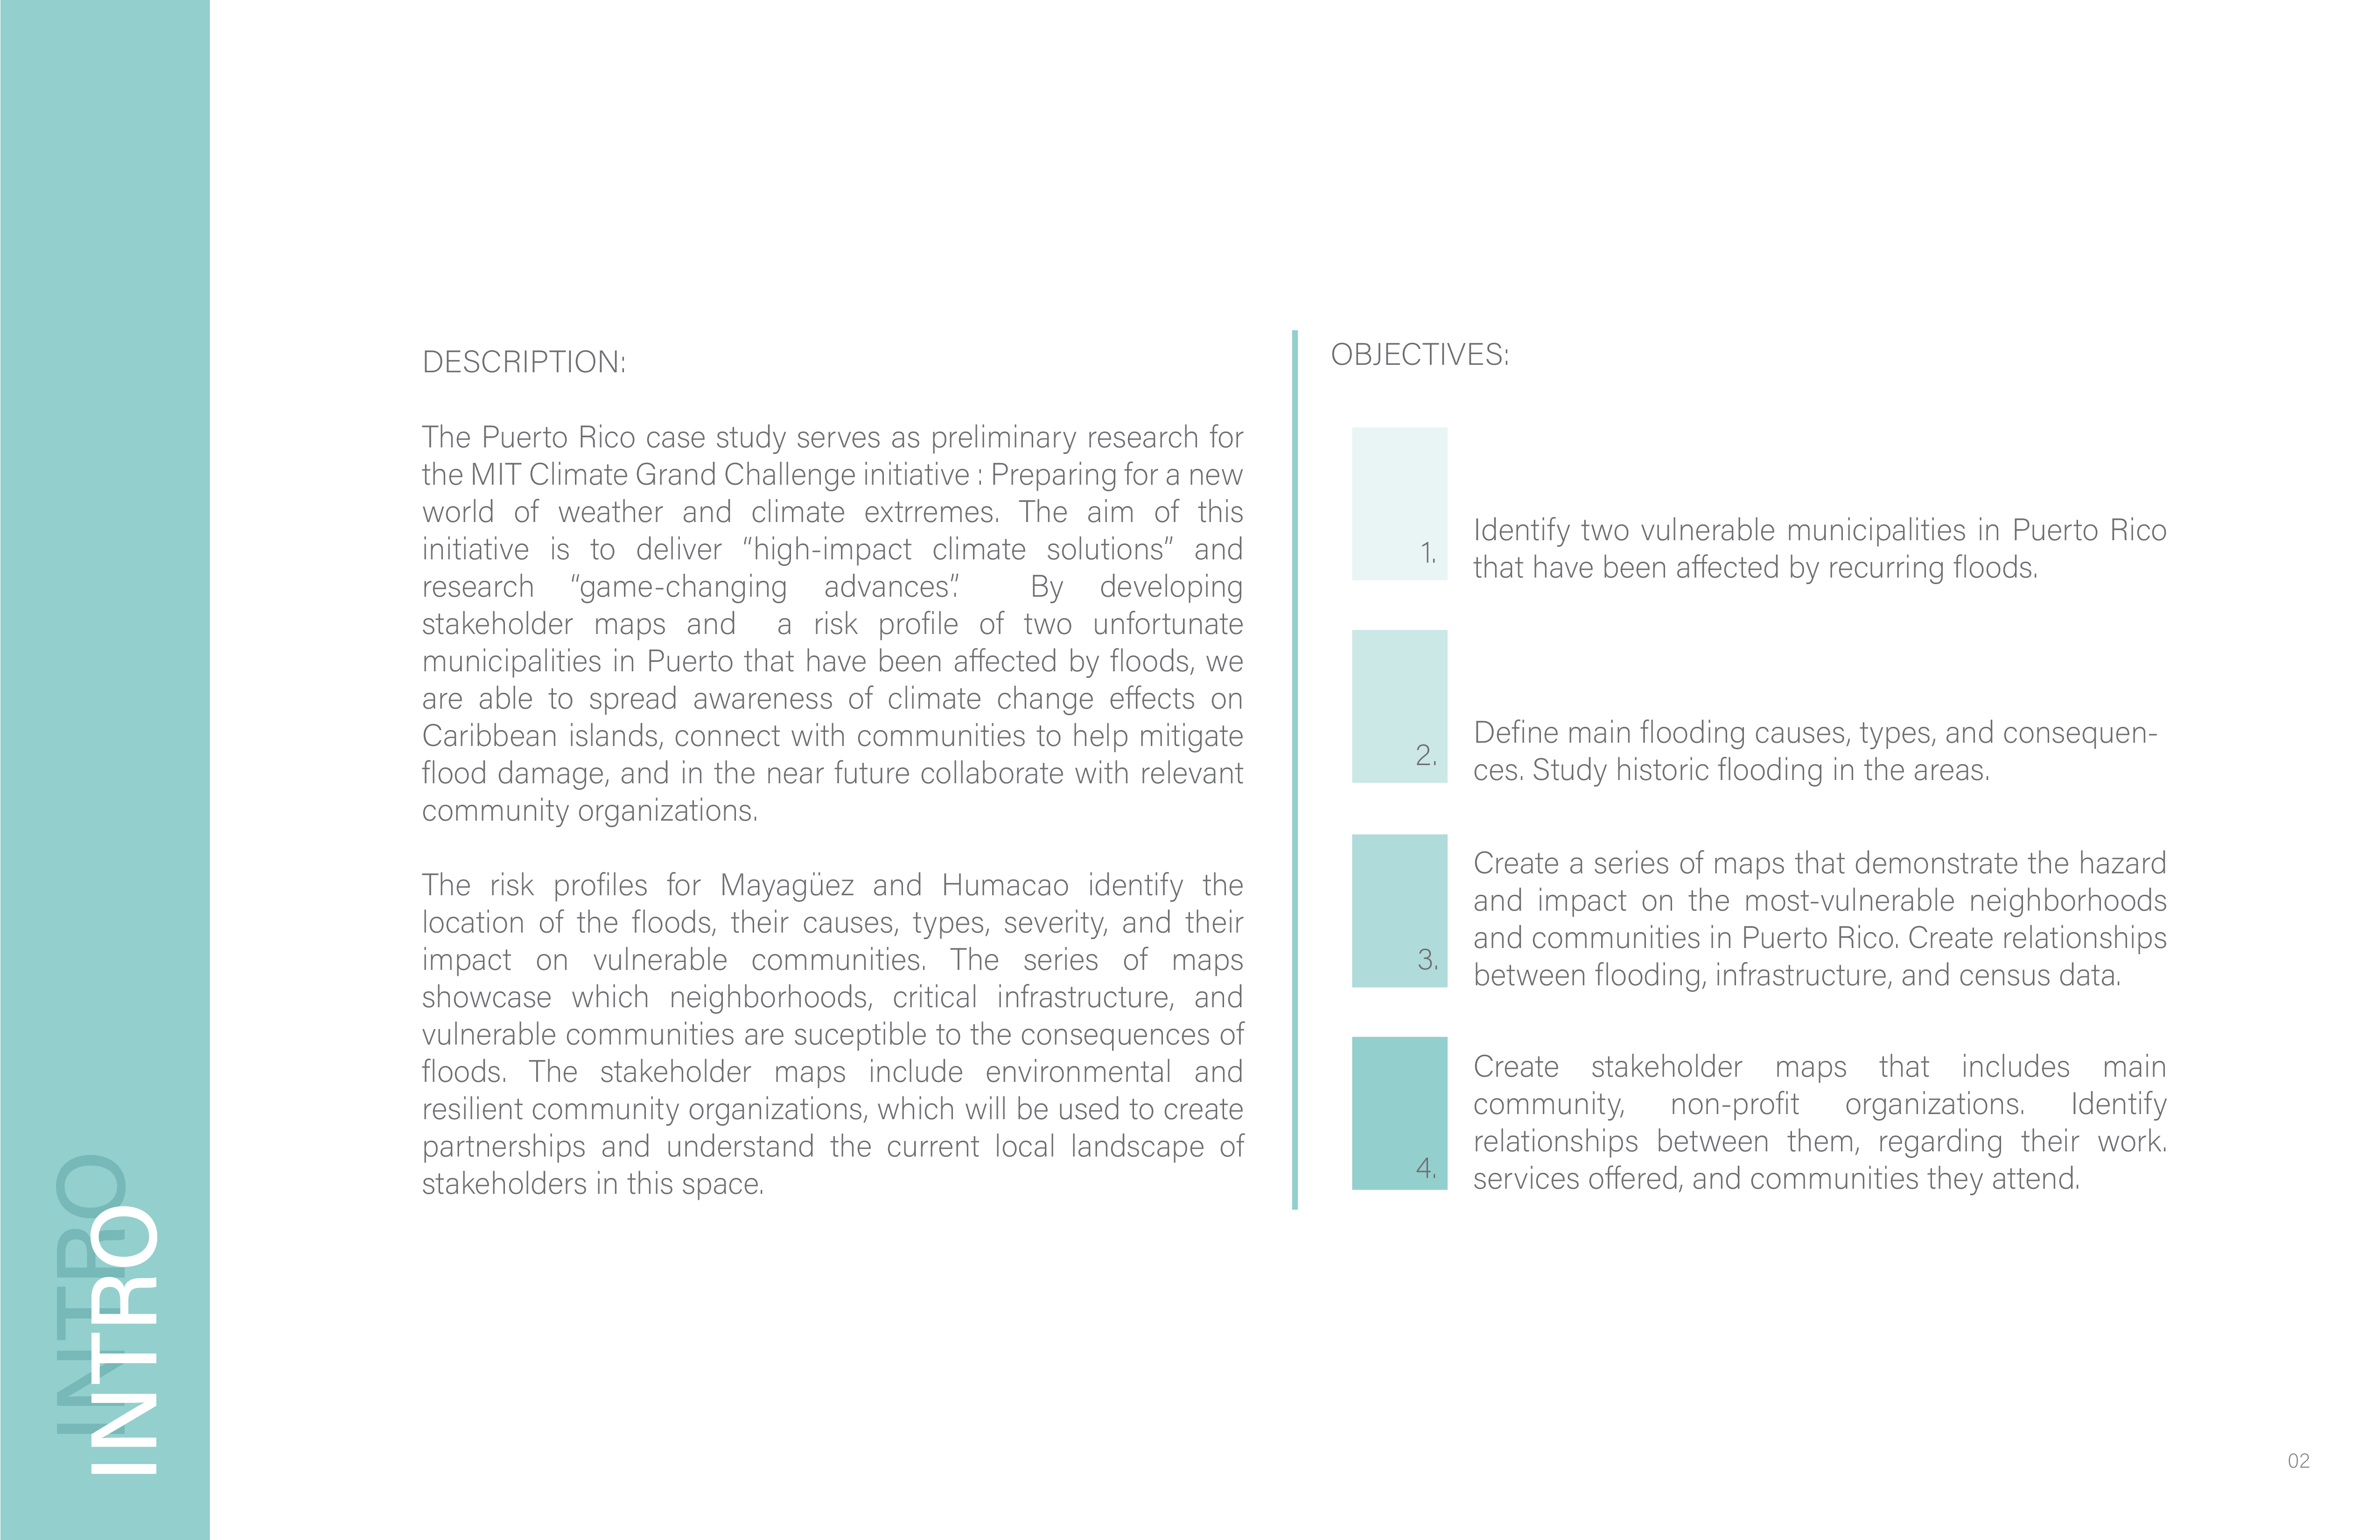 INTRO
INTRO
DESCRIPTION:
The Puerto Rico case study serves as preliminary research for
the MIT Climate Grand Challenge initiative : Preparing for a new
world of weather and climate extrremes. The aim of this
initiative is to deliver “high-impact climate solutions” and
research “game-changing advances”. By developing
stakeholder maps and a risk profile of two unfortunate
municipalities in Puerto that have been affected by floods, we
are able to spread awareness of climate change effects on
Caribbean islands, connect with communities to help mitigate
flood damage, and in the near future collaborate with relevant
community organizations.
The risk profiles for Mayagüez and Humacao identify the
location of the floods, their causes, types, severity, and their
impact on vulnerable communities. The series of maps
showcase which neighborhoods, critical infrastructure, and
vulnerable communities are suceptible to the consequences of
floods. The stakeholder maps include environmental and
resilient community organizations, which will be used to create
partnerships and understand the current local landscape of
stakeholders in this space.
OBJECTIVES:
1.
Identify two vulnerable municipalities in Puerto Rico
that have been affected by recurring floods.
2.
Define main flooding causes, types, and consequen-
ces. Study historic flooding in the areas.
3.
Create a series of maps that demonstrate the hazard
and impact on the most-vulnerable neighborhoods
and communities in Puerto Rico. Create relationships
between flooding, infrastructure, and census data.
4.
Create stakeholder maps that includes main
community, non-profit organizations. Identify
relationships between them, regarding their work.
services offered, and communities they attend.
02